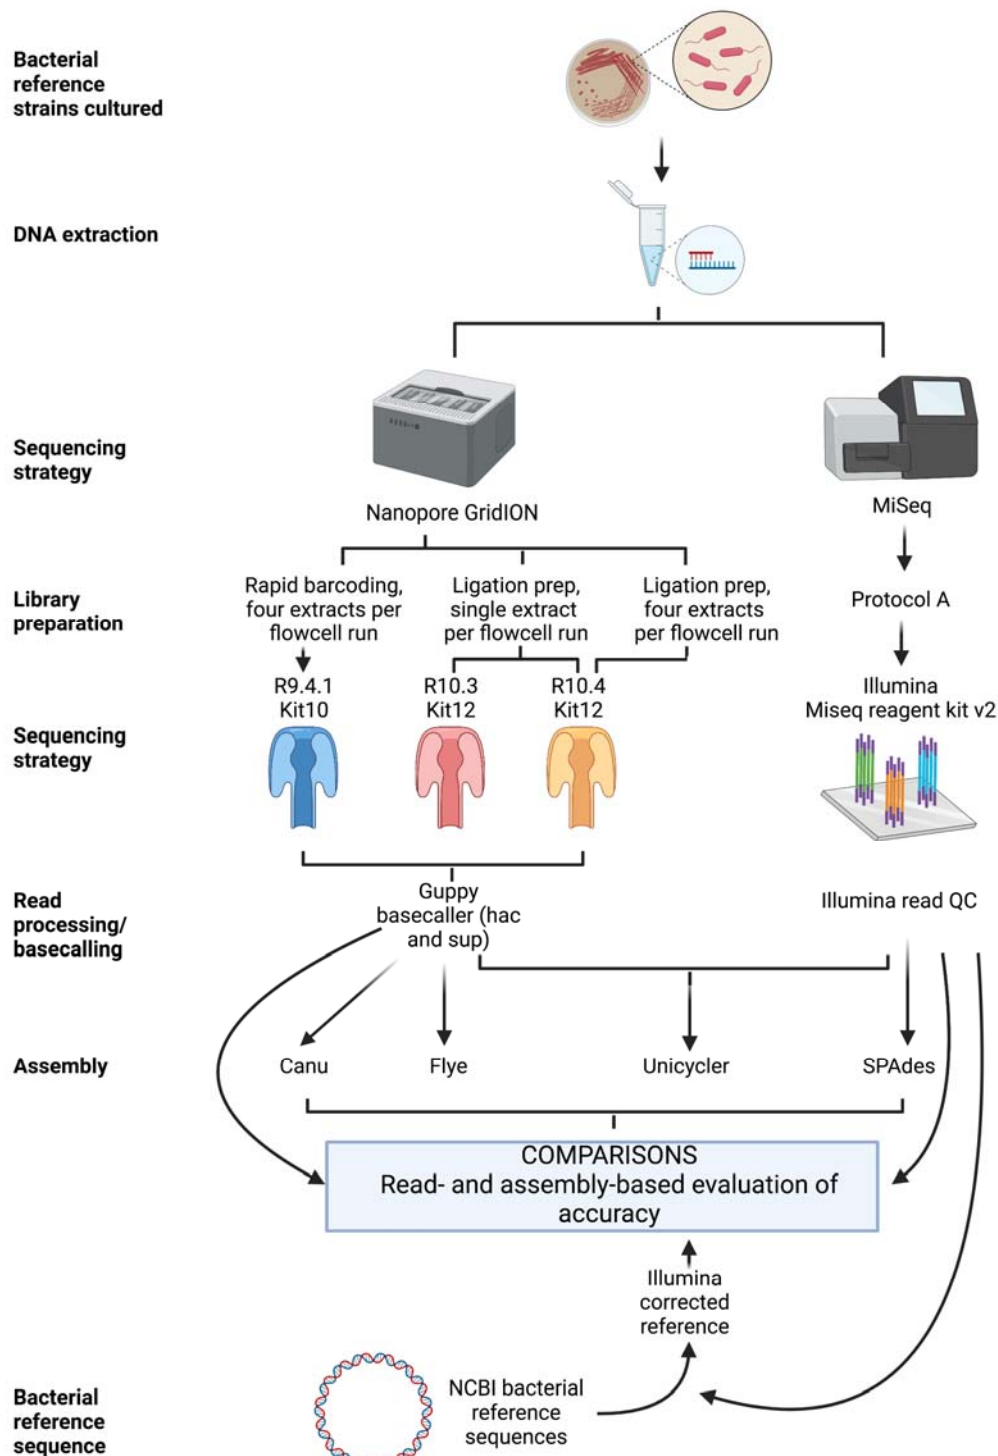 Bacterial
reference
strains cultured
DNA extraction
Sequencing
strategy
Nanopore GridION
MiSeq
Library
preparation
Rapid barcoding,
four extracts per
flowcell run
Ligation prep,
single extract
per flowcell run
Ligation prep,
four extracts
per flowcell run
Protocol A
Sequencing
strategy
R9.4.1
Kit10
R10.3
Kit12
R10.4
Kit12
Illumina
Miseq reagent kit v2
Read
processing/
basecalling
Guppy
basecaller (hac
and sup)
Illumina read QC
Assembly
Canu
Flye
Unicycler
SPAdes
COMPARISONS
Read- and assembly-based evaluation of
accuracy
Illumina
corrected
reference
Bacterial
reference
sequence
NCBI bacterial
reference
sequences